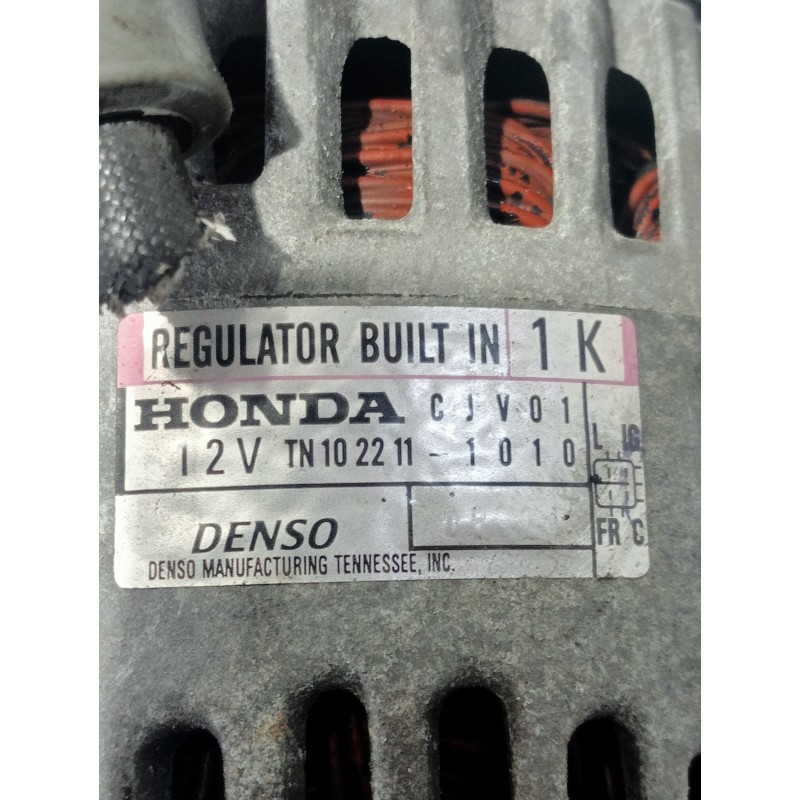 REGULATOR BUILT IN 1 K
HONDA CJV01
12V TN102211-1010
L IG
FR C
DENSO
DENSO MANUFACTURING TENNESSEE, INC.